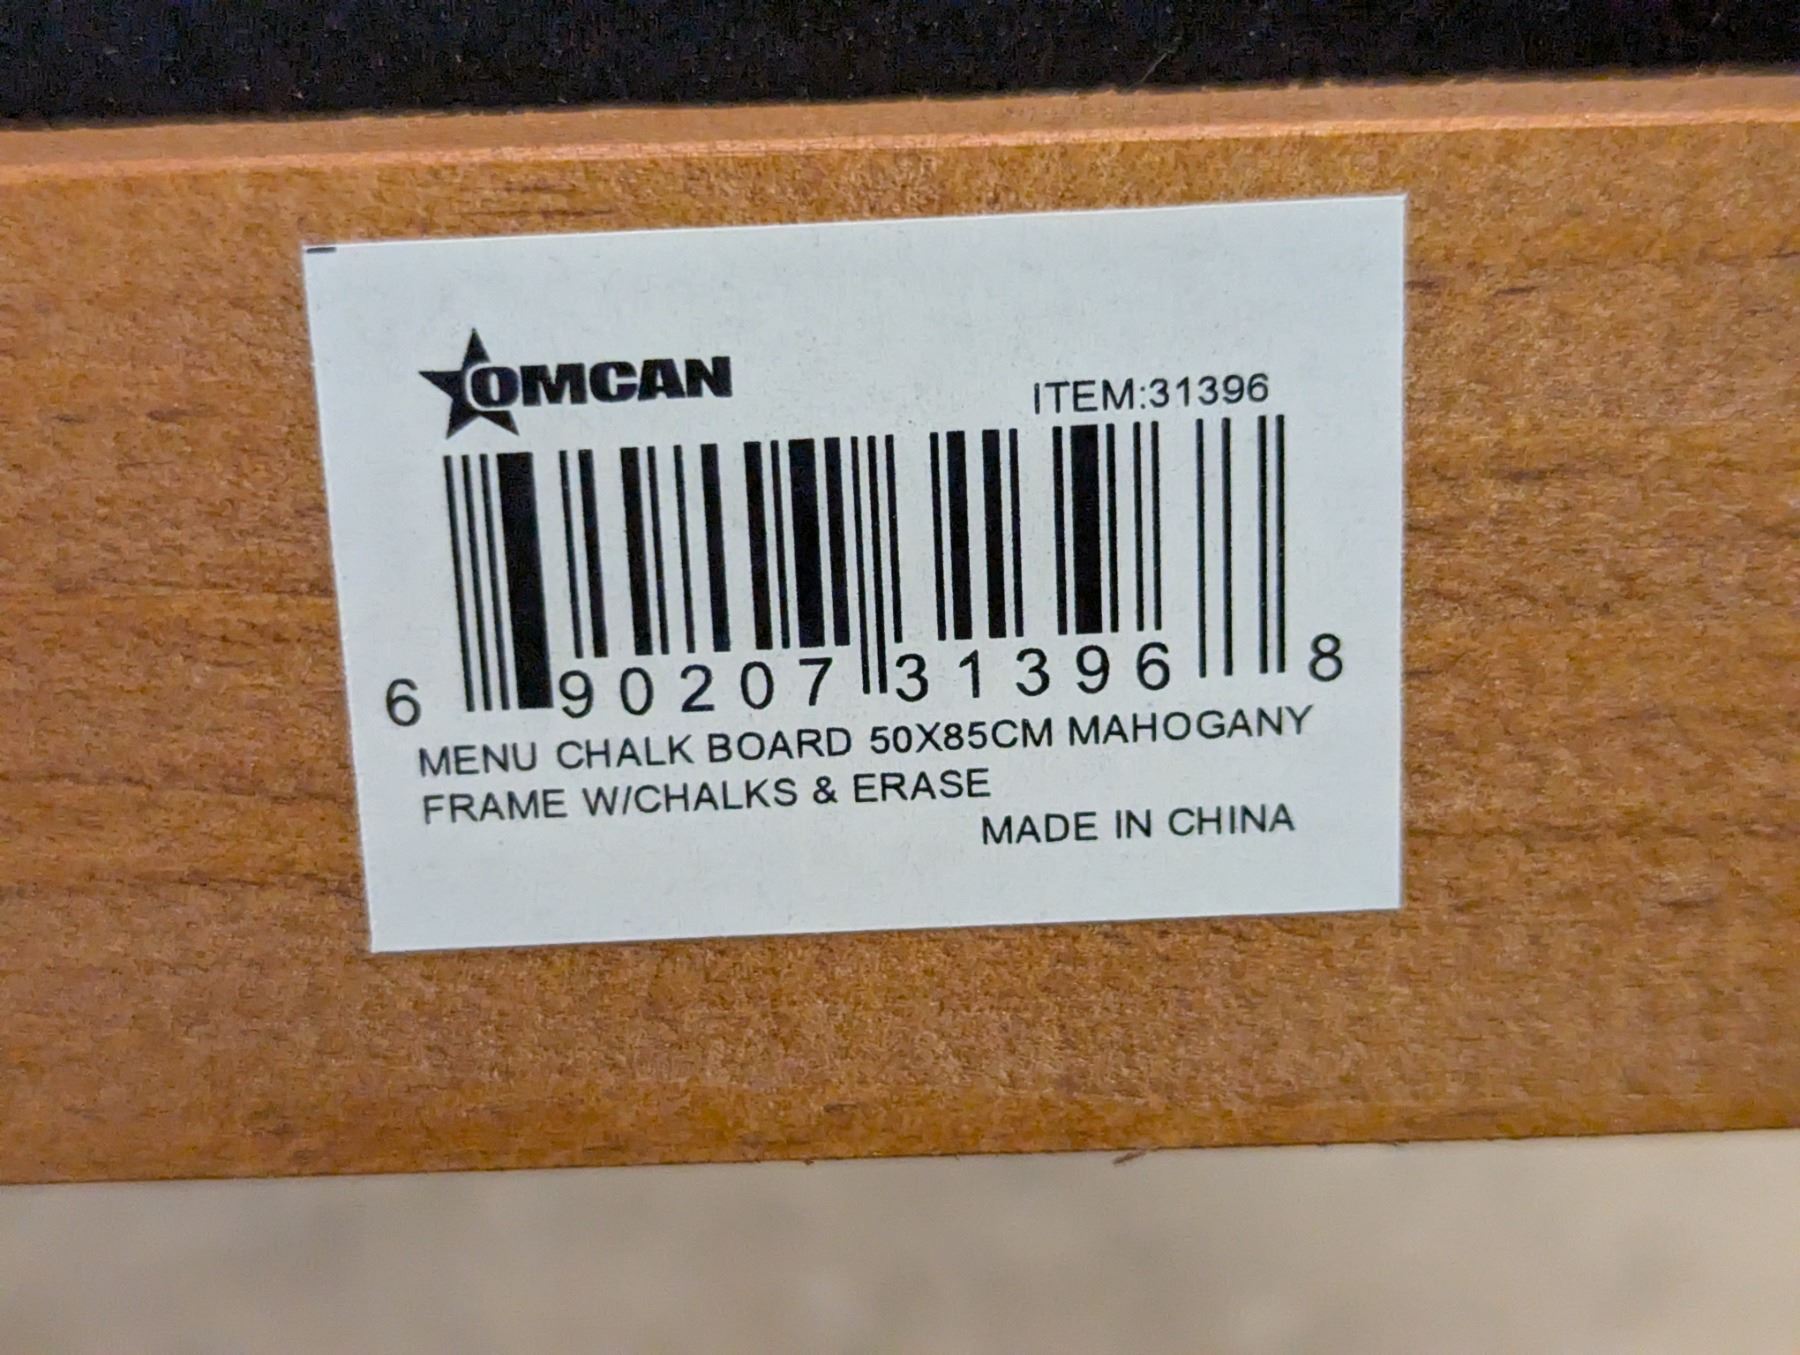 OMCAN
ITEM:31396
6 90207 31396 8
MENU CHALK BOARD 50X85CM MAHOGANY
FRAME W/CHALKS & ERASE
MADE IN CHINA